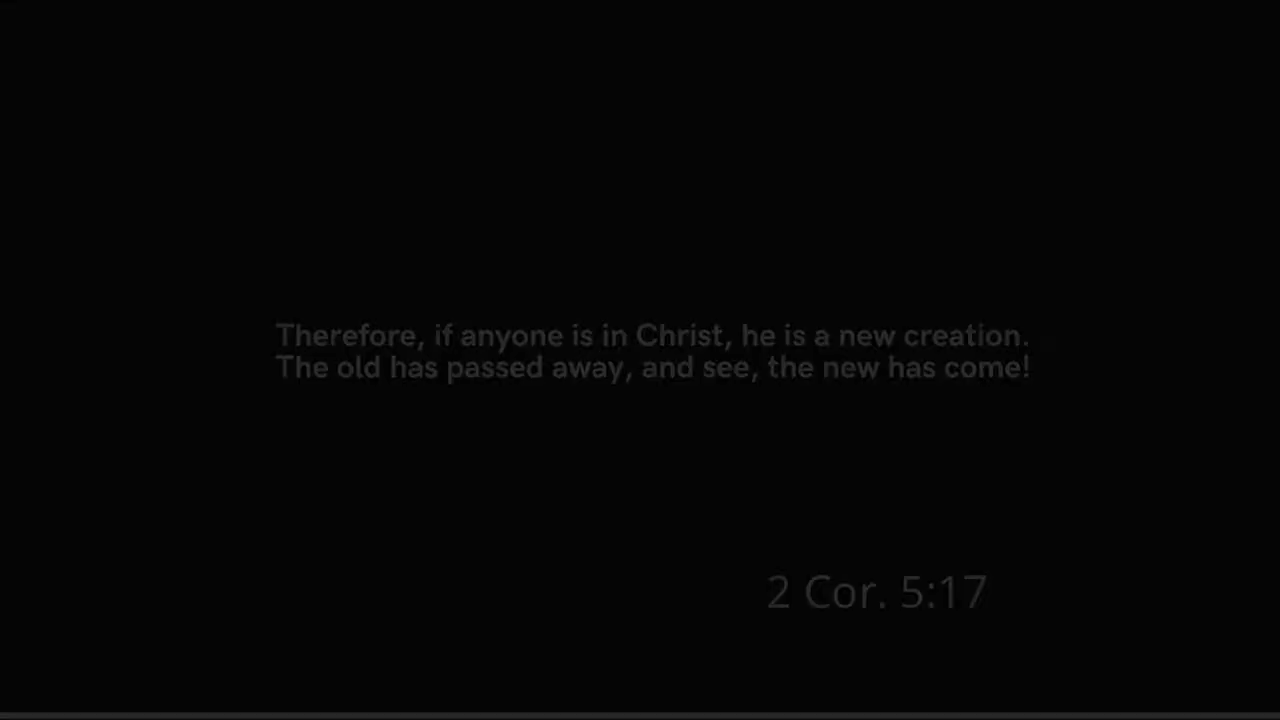 Therefore, if anyone is in Christ, he is a new creation.
The old has passed away, and see, the new has come!
2 Cor. 5:17